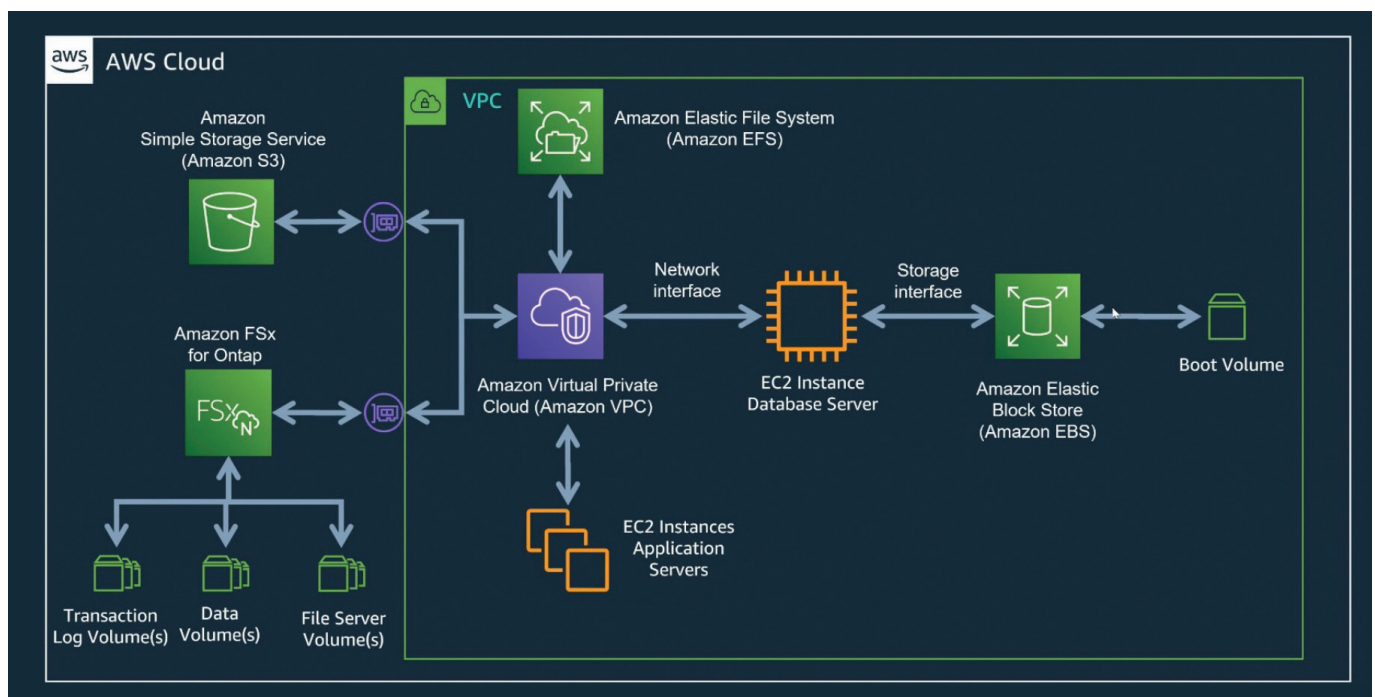 aws
AWS Cloud
Amazon
Simple Storage Service
(Amazon S3)
VPC
Amazon Elastic File System
(Amazon EFS)
Network
interface
Storage
interface
Amazon FSx
for Ontap
FSx
N
Amazon Virtual Private
Cloud (Amazon VPC)
EC2 Instance
Database Server
Amazon Elastic
Block Store
(Amazon EBS)
Boot Volume
EC2 Instances
Application
Servers
Transaction
Log Volume(s)
Data
Volume(s)
File Server
Volume(s)